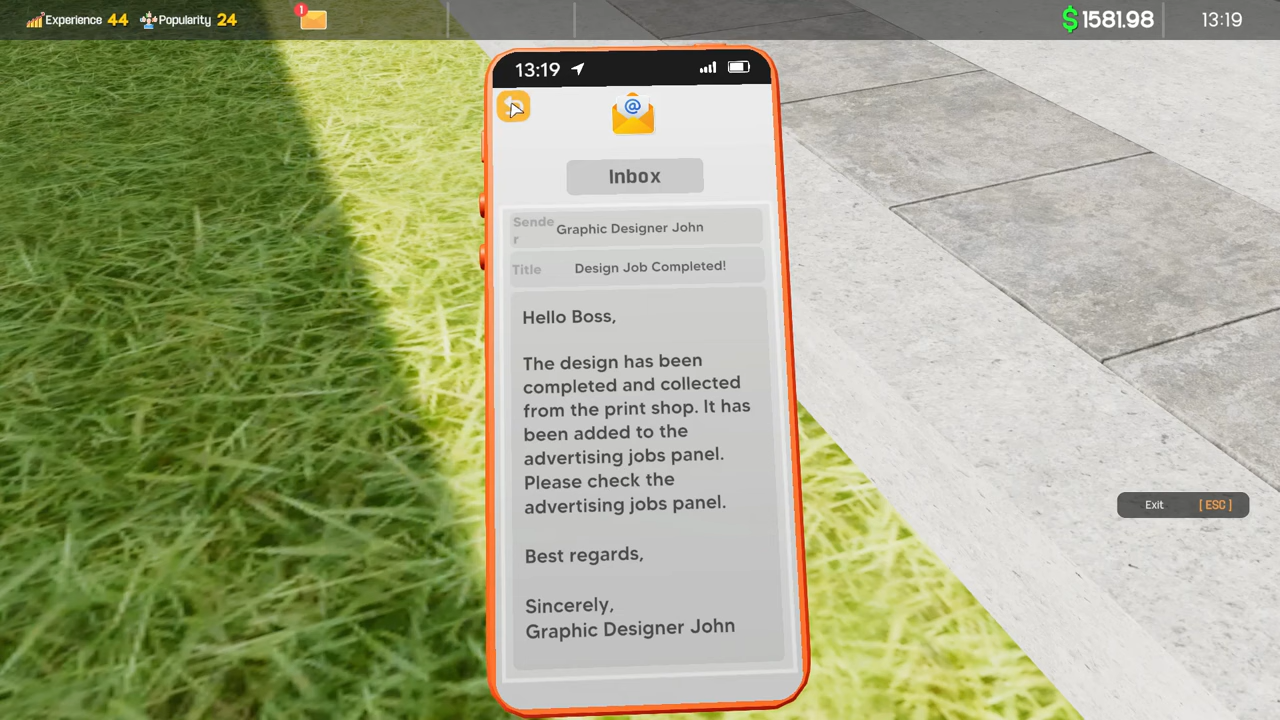 Experience 44 Popularity 24 1 $ 1581.98 13:19
13:19
@
Inbox
Sender Graphic Designer John
Title Design Job Completed!
Hello Boss,
The design has been
completed and collected
from the print shop. It has
been added to the
advertising jobs panel.
Please check the
advertising jobs panel.
Best regards,
Sincerely,
Graphic Designer John
Exit [ ESC ]